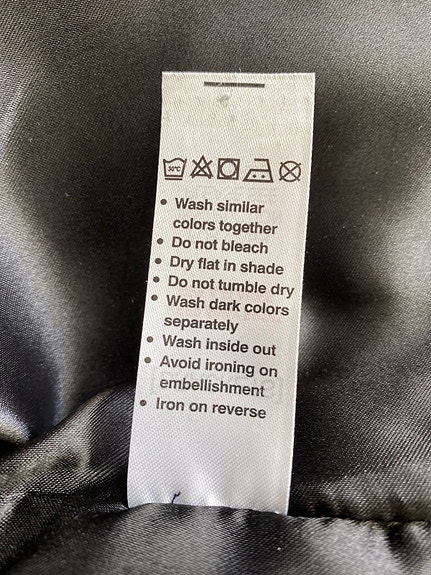 30°C
• Wash similar
colors together
• Do not bleach
• Dry flat in shade
• Do not tumble dry
• Wash dark colors
separately
• Wash inside out
• Avoid ironing on
embellishment
• Iron on reverse